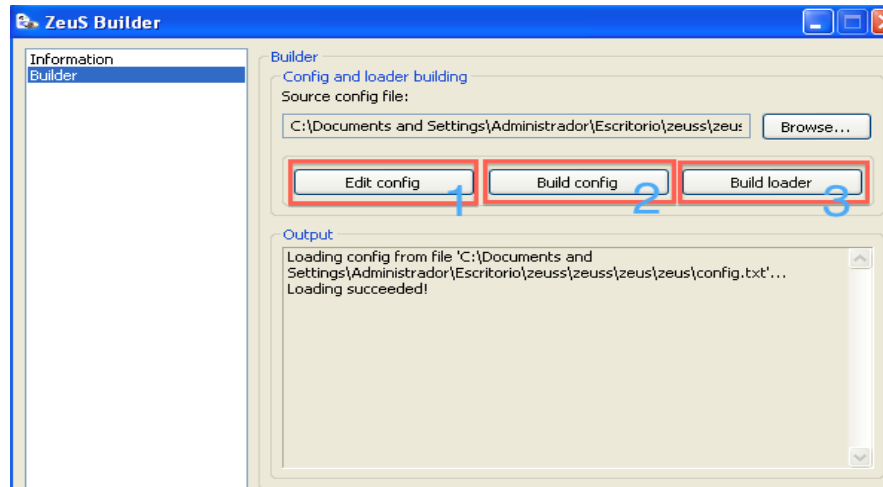 ZeuS Builder
Information
Builder
Builder
Config and loader building
Source config file:
C:\Documents and Settings\Administrador\Escritorio\zeuss\zeus
Browse...
Edit config
Build config
Build loader
1
2
3
Output
Loading config from file 'C:\Documents and
Settings\Administrador\Escritorio\zeuss\zeuss\zeus\zeus\config.txt'...
Loading succeeded!